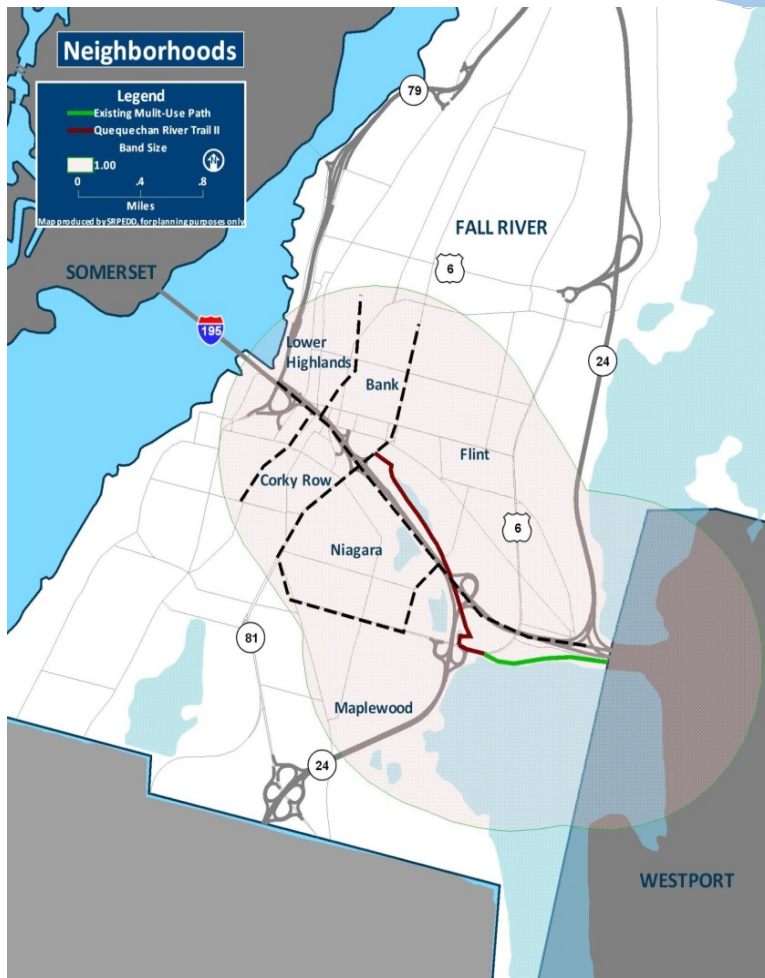 Neighborhoods
Legend
Existing Mulit-Use Path
Quequechan River Trail II
Band Size
1.00
N
0 .4 .8
Miles
Map produced by SRPEDD, for planning purposes only
79
FALL RIVER
6
SOMERSET
195
Lower
Highlands
24
Bank
Flint
Corky Row
6
Niagara
81
Maplewood
24
WESTPORT